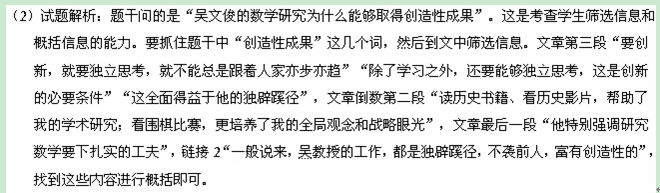 （2）试题解析：题干问的是“吴文俊的数学研究为什么能够取得创造性成果”。这是考查学生筛选信息和
概括信息的能力。要抓住题干中“创造性成果”这几个词，然后到文中筛选信息。文章第三段“要创
新，就要独立思考，就不能总是跟着人家亦步亦趋”“除了学习之外，还要能够独立思考，这是创新
的必要条件”“这全面得益于他的独辟蹊径”，文章倒数第二段“读历史书籍、看历史影片，帮助了
我的学术研究；看围棋比赛，更培养了我的全局观念和战略眼光”，文章最后一段“他特别强调研究
数学要下扎实的工夫”，链接 2“一般说来，吴教授的工作，都是独辟蹊径，不袭前人，富有创造性的”，
找到这些内容进行概括即可。